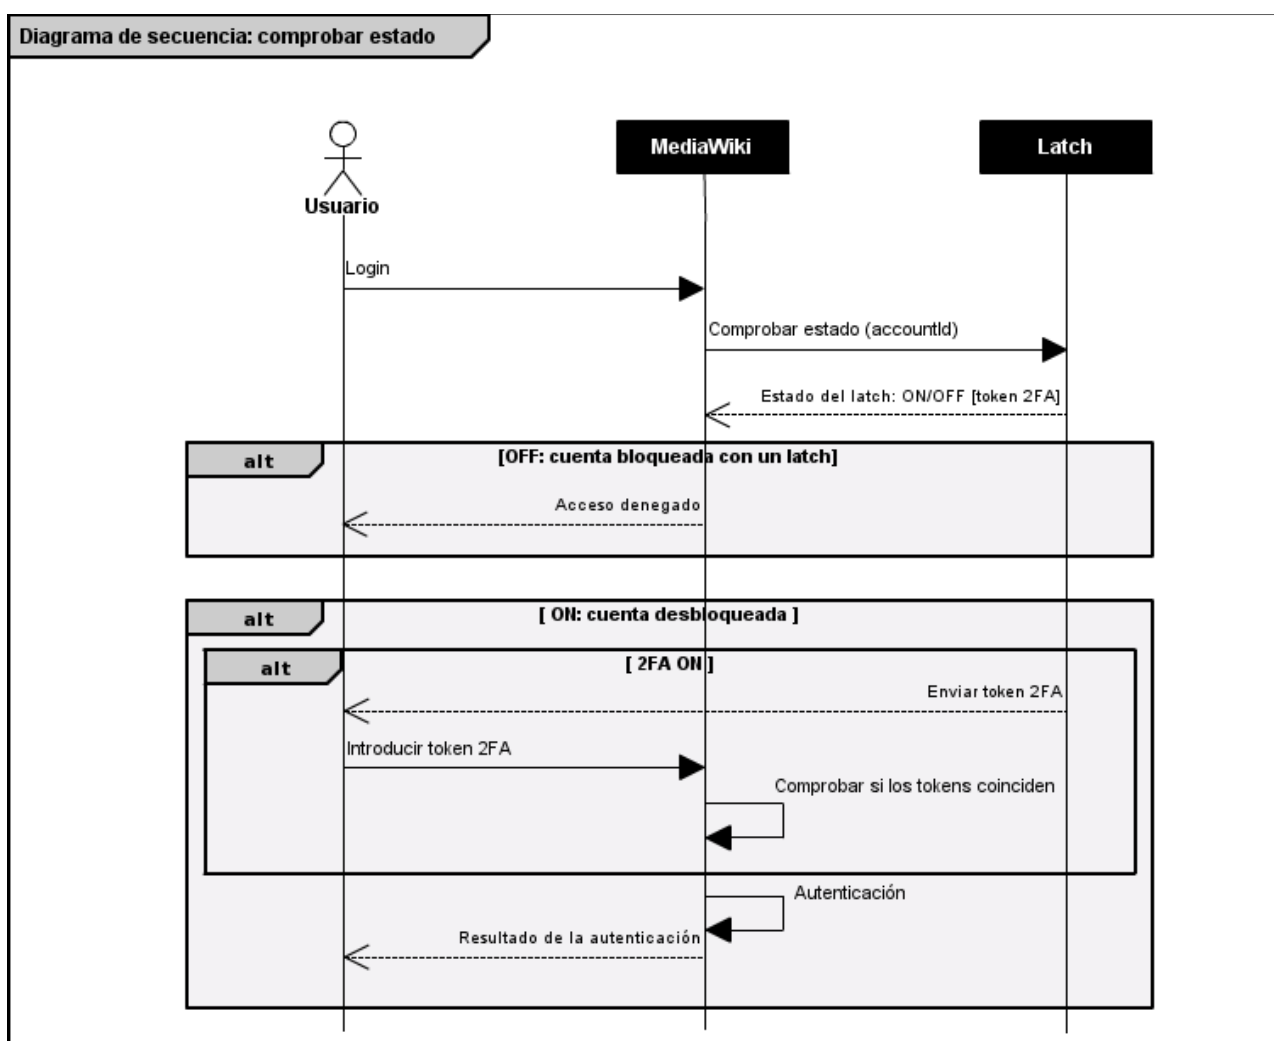 Diagrama de secuencia: comprobar estado
MediaWiki
Latch
Usuario
Login
Comprobar estado (accountId)
Estado del latch: ON/OFF [token 2FA]
alt
[OFF: cuenta bloqueada con un latch]
Acceso denegado
alt
[ ON: cuenta desbloqueada ]
alt
[ 2FA ON ]
Enviar token 2FA
Introducir token 2FA
Comprobar si los tokens coinciden
Autenticación
Resultado de la autenticación